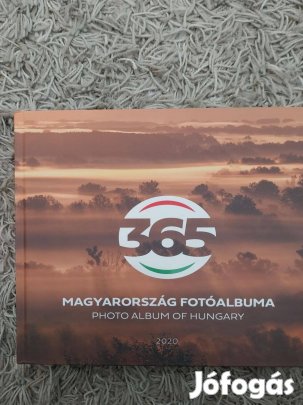 365
MAGYARORSZÁG FOTÓALBUMA
PHOTO ALBUM OF HUNGARY
2020
Jófogás